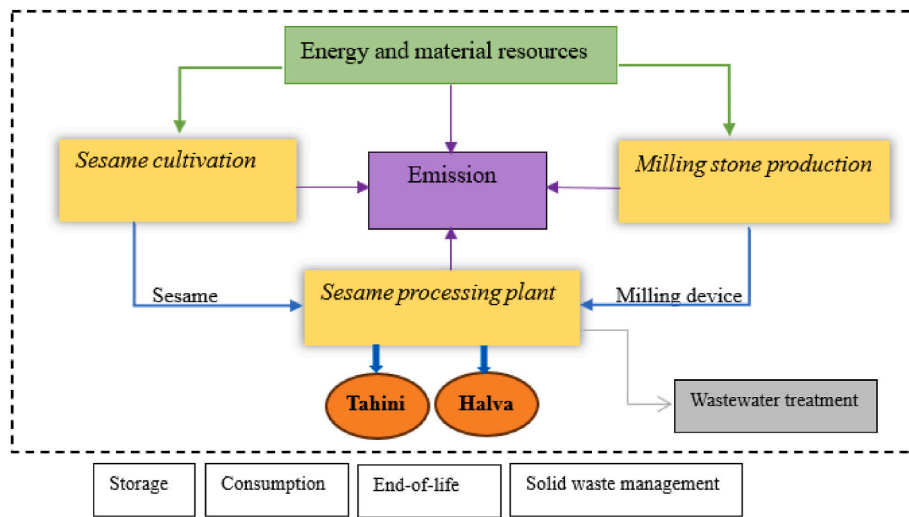 Energy and material resources
Sesame cultivation
Emission
Milling stone production
Sesame
Sesame processing plant
Milling device
Tahini
Halva
Wastewater treatment
Storage
Consumption
End-of-life
Solid waste management